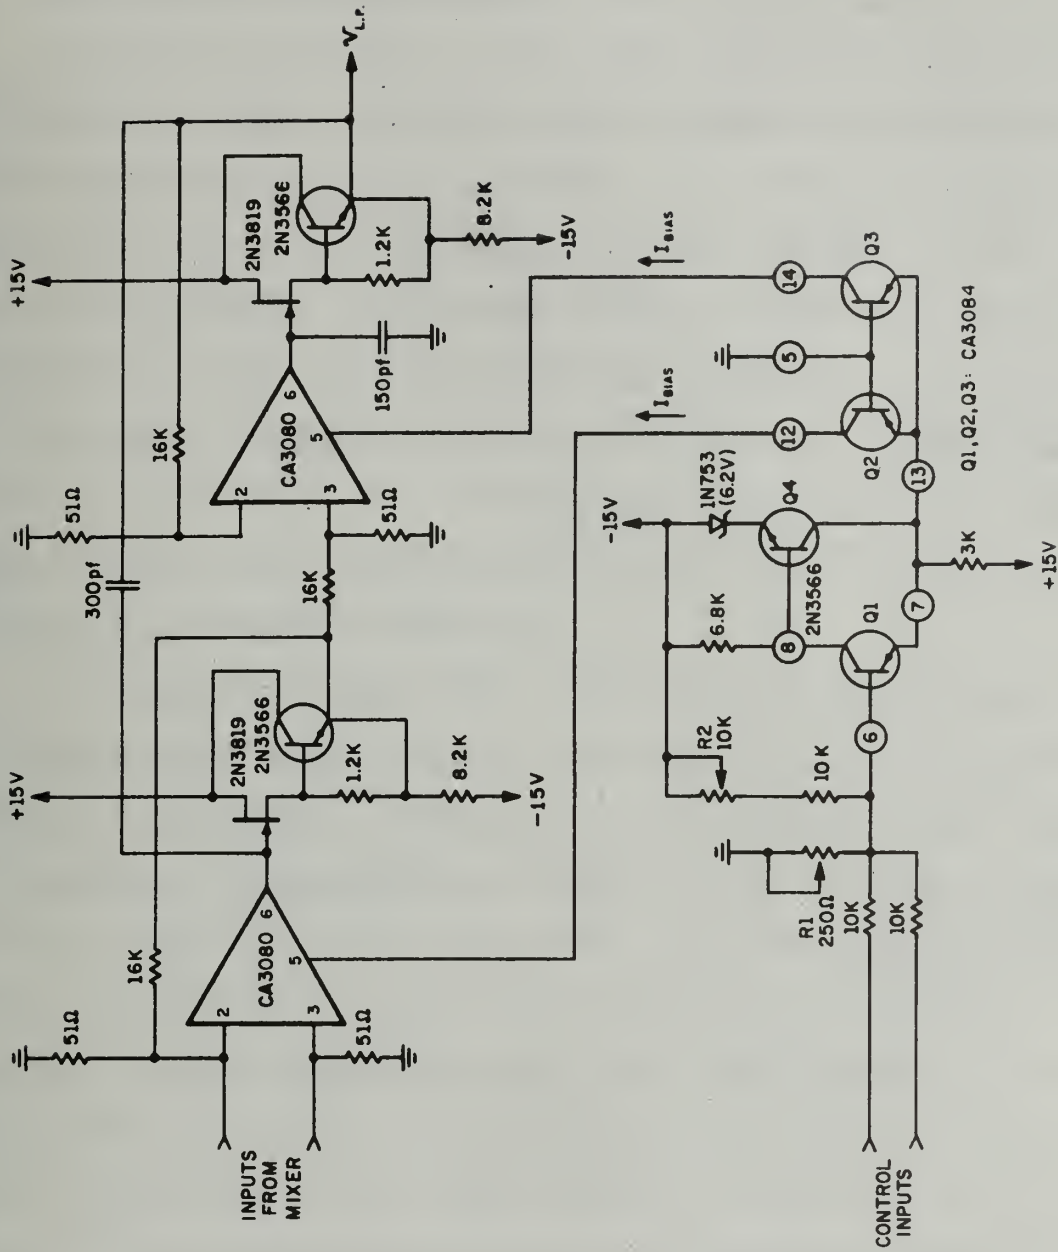 +15V
+15V
𝒱L.P.
51Ω
16K
51Ω
300pf
16K
2N3819
2N3566
2N3819
2N3566
INPUTS
FROM
MIXER
2
3
CA3080
6
5
51Ω
1.2K
8.2K
-15V
16K
2
3
CA3080
6
5
51Ω
150pf
1.2K
8.2K
-15V
IBIAS
IBIAS
-15V
1N753
(6.2V)
12
5
14
R2
10K
6.8K
Q4
2N3566
8
Q2
Q3
R1
250Ω
10K
10K
10K
6
Q1
7
13
3K
+15V
CONTROL
INPUTS
Q1,Q2,Q3: CA3084